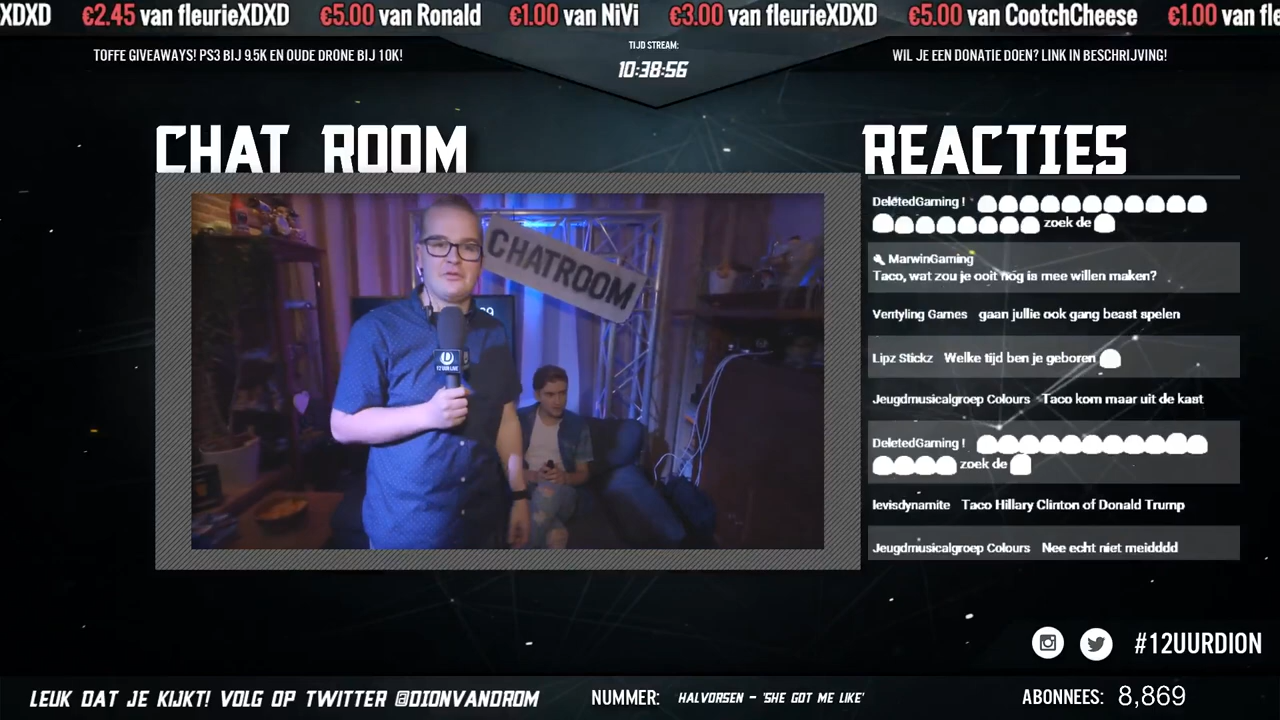 XDXD €2.45 van fleurieXDXD €5.00 van Ronald €1.00 van NiVi €3.00 van fleurieXDXD €5.00 van CootchCheese €1.00 van fle
TOFFE GIVEAWAYS! PS3 BIJ 9.5K EN OUDE DRONE BIJ 10K!
TIJD STREAM:
10:38:56
WIL JE EEN DONATIE DOEN? LINK IN BESCHRIJVING!
CHAT ROOM
REACTIES
CHATROOM
12 UUR LIVE
DeletedGaming !
zoek de
MarwinGaming
Taco, wat zou je ooit nog is mee willen maken?
Ventyling Games gaan jullie ook gang beast spelen
Lipz Stickz Welke tijd ben je geboren
Jeugdmusicalgroep Colours Taco kom maar uit de kast
DeletedGaming !
zoek de
levisdynamite Taco Hillary Clinton of Donald Trump
Jeugdmusicalgroep Colours Nee echt niet meidddd
#12UURDION
LEUK DAT JE KIJKT! VOLG OP TWITTER @DIONVANDROM
NUMMER: HALVORSEN - 'SHE GOT ME LIKE'
ABONNEES: 8,869